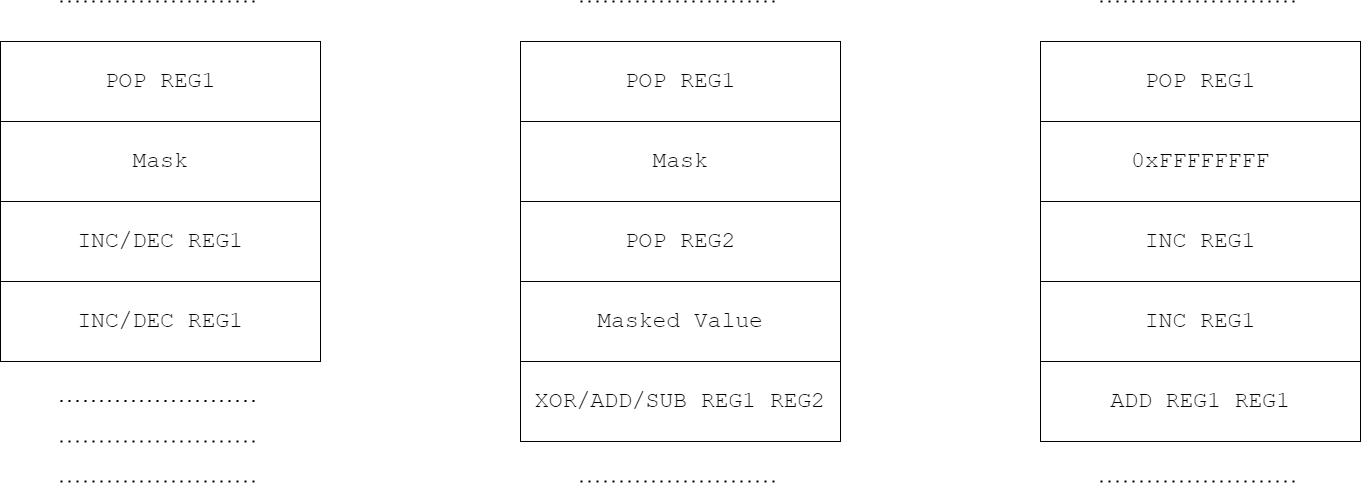 ........................
POP REG1
Mask
INC/DEC REG1
INC/DEC REG1
........................
........................
........................
........................
POP REG1
Mask
POP REG2
Masked Value
XOR/ADD/SUB REG1 REG2
........................
........................
POP REG1
0xFFFFFFFF
INC REG1
INC REG1
ADD REG1 REG1
........................